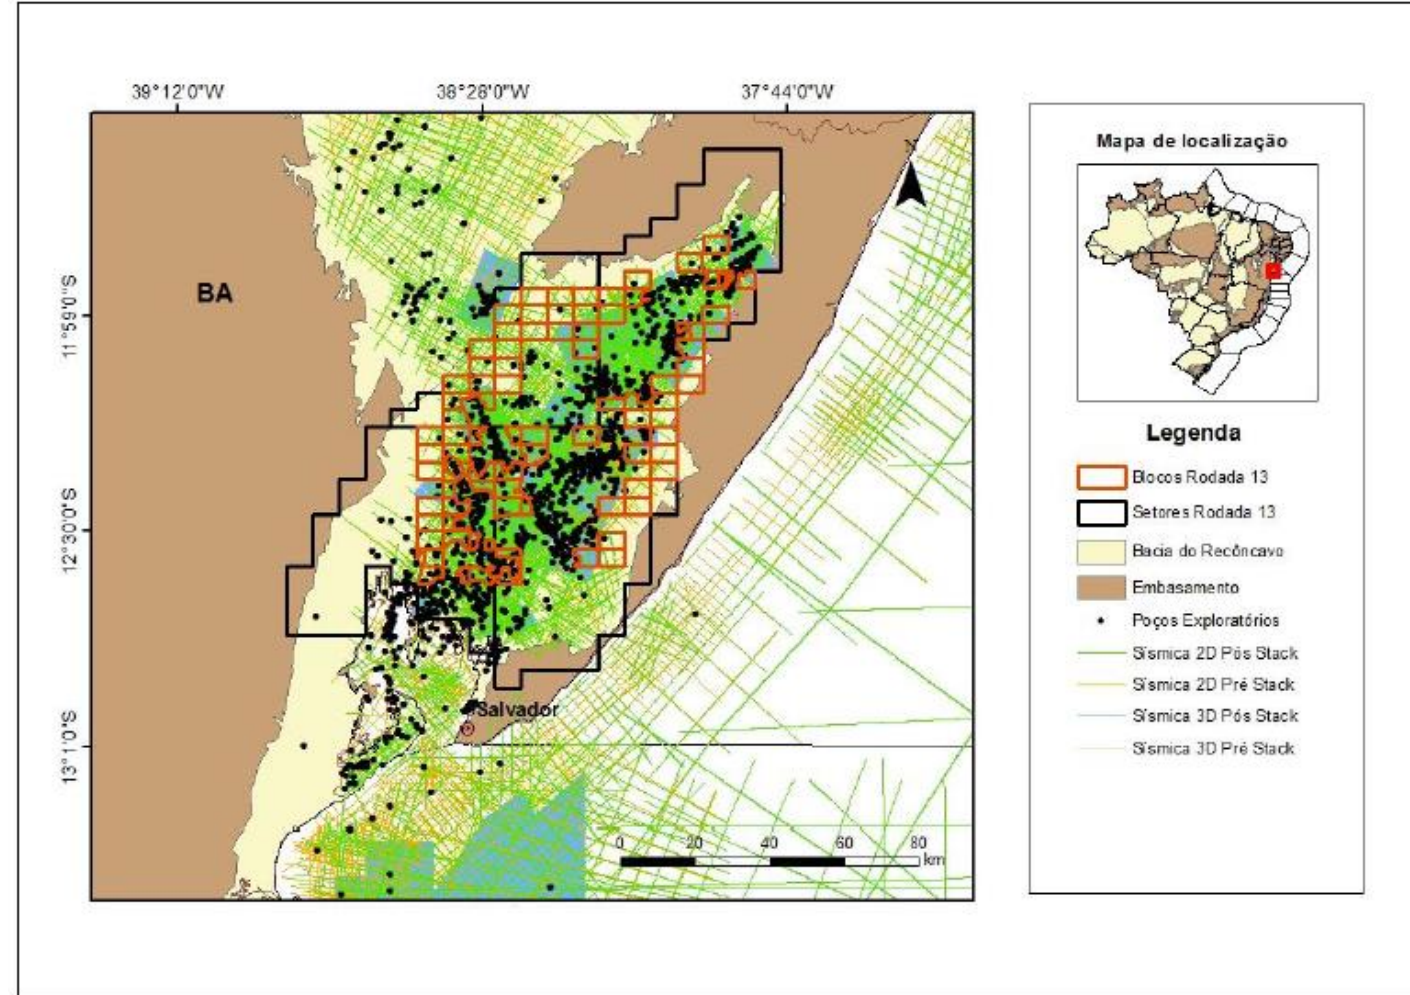 39°12'0"W
38°28'0"W
37°44'0"W
11°59'0"S
12°30'0"S
13°1'0"S
BA
N
Salvador
0 20 40 60 80
km
Mapa de localização
Legenda
Blocos Rodada 13
Setores Rodada 13
Bacia do Recôncavo
Embasamento
Poços Exploratórios
Sísmica 2D Pós Stack
Sísmica 2D Pré Stack
Sísmica 3D Pós Stack
Sísmica 3D Pré Stack